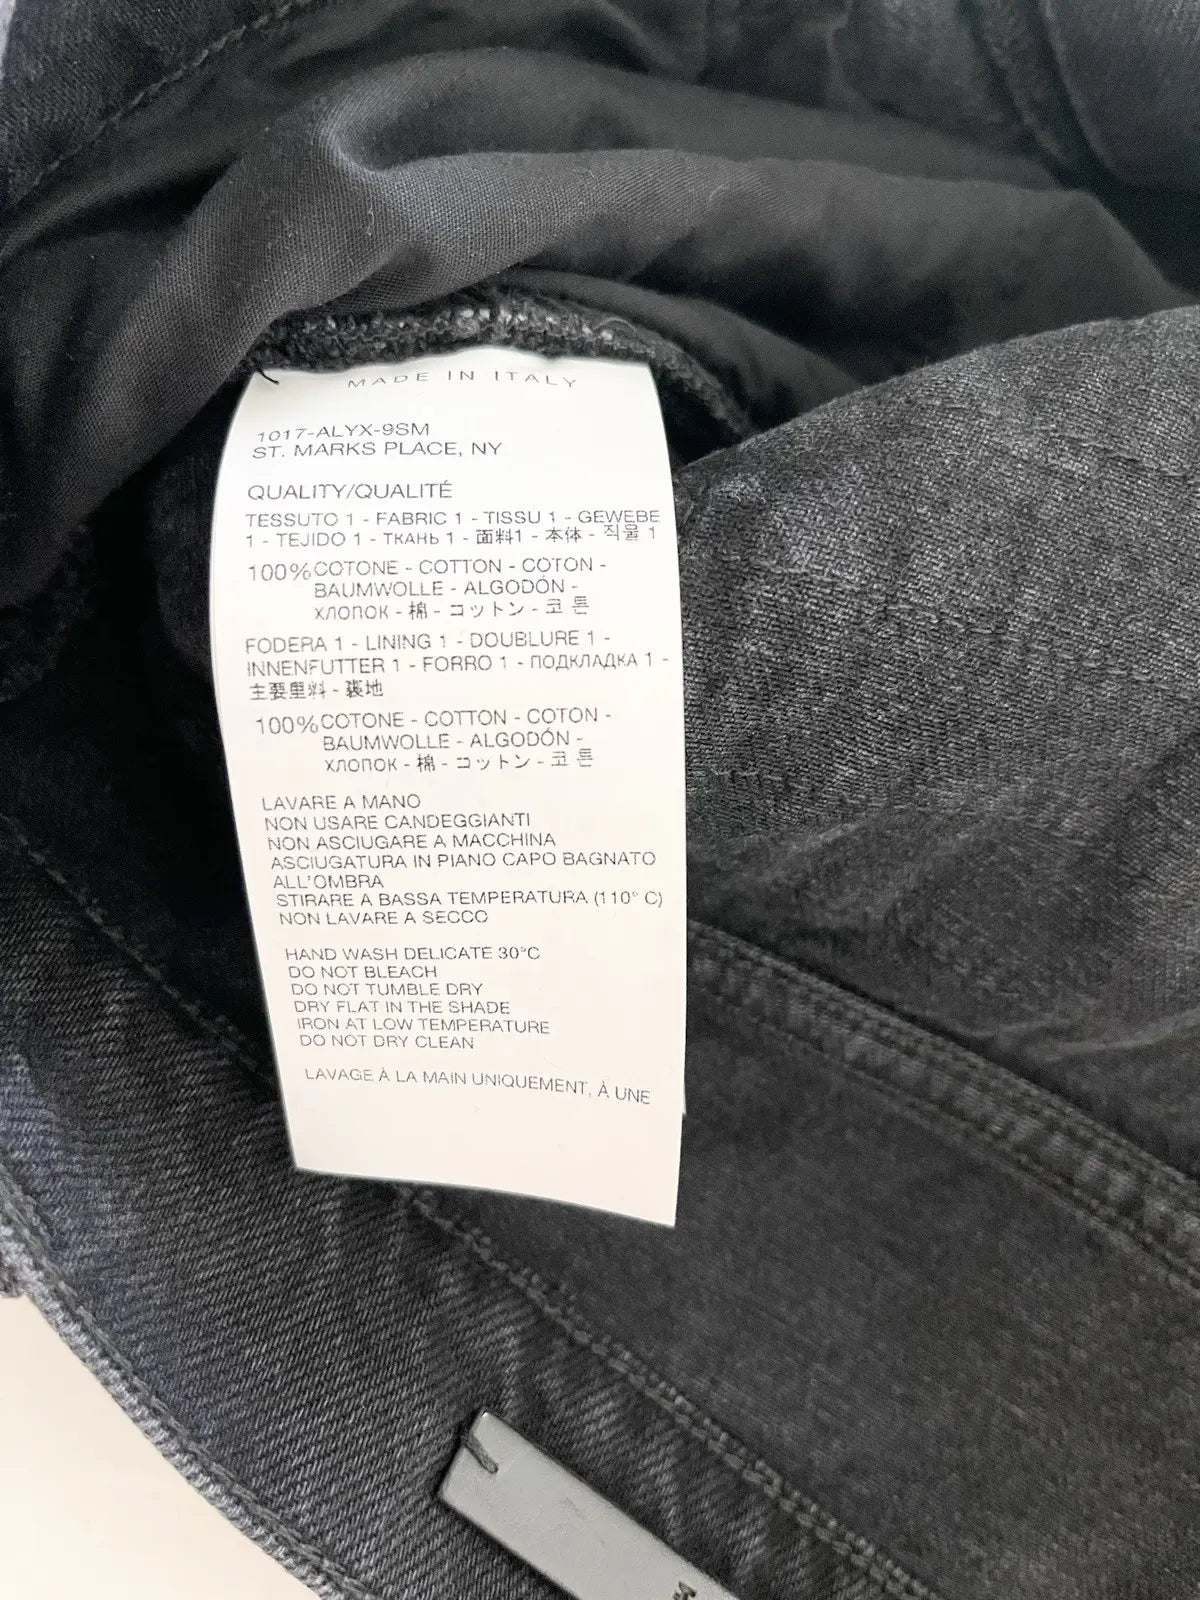 MADE IN ITALY
1017-ALYX-9SM
ST. MARKS PLACE, NY
QUALITY/QUALITÉ
TESSUTO 1 - FABRIC 1 - TISSU 1 - GEWEBE
1 - TEJIDO 1 - ТКАНЬ 1 - 面料1 - 本体 - 직물 1
100% COTONE - COTTON - COTON -
BAUMWOLLE - ALGODÓN -
ХЛОПОК - 棉 - コットン - 코튼
FODERA 1 - LINING 1 - DOUBLURE 1 -
INNENFUTTER 1 - FORRO 1 - ПОДКЛАДКА 1 -
主要里料 - 裏地
100% COTONE - COTTON - COTON -
BAUMWOLLE - ALGODÓN -
ХЛОПОК - 棉 - コットン - 코튼
LAVARE A MANO
NON USARE CANDEGGIANTI
NON ASCIUGARE A MACCHINA
ASCIUGATURA IN PIANO CAPO BAGNATO
ALL'OMBRA
STIRARE A BASSA TEMPERATURA (110° C)
NON LAVARE A SECCO
HAND WASH DELICATE 30°C
DO NOT BLEACH
DO NOT TUMBLE DRY
DRY FLAT IN THE SHADE
IRON AT LOW TEMPERATURE
DO NOT DRY CLEAN
LAVAGE À LA MAIN UNIQUEMENT, À UNE